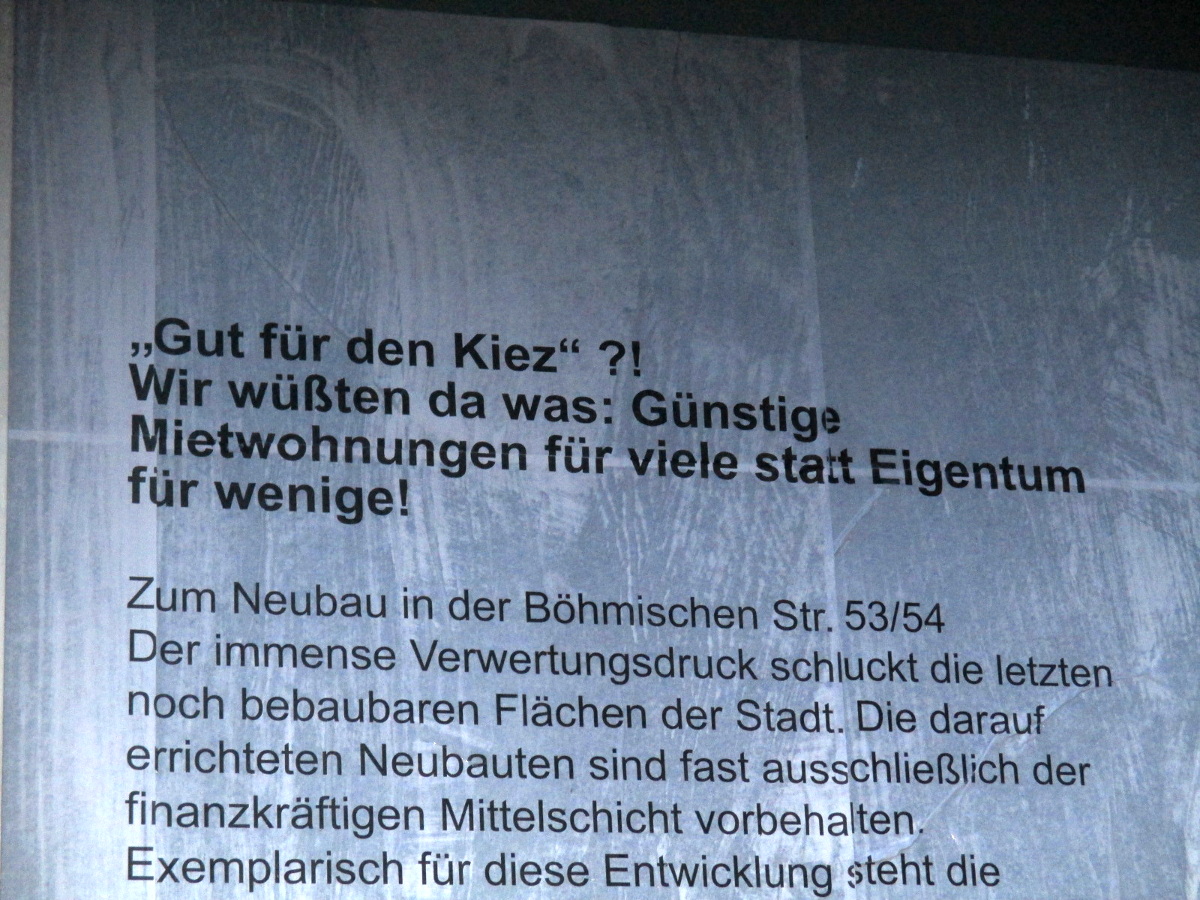 „Gut für den Kiez“ ?!
Wir wüßten da was: Günstige
Mietwohnungen für viele statt Eigentum
für wenige!
Zum Neubau in der Böhmischen Str. 53/54
Der immense Verwertungsdruck schluckt die letzten
noch bebaubaren Flächen der Stadt. Die darauf
errichteten Neubauten sind fast ausschließlich der
finanzkräftigen Mittelschicht vorbehalten.
Exemplarisch für diese Entwicklung steht die